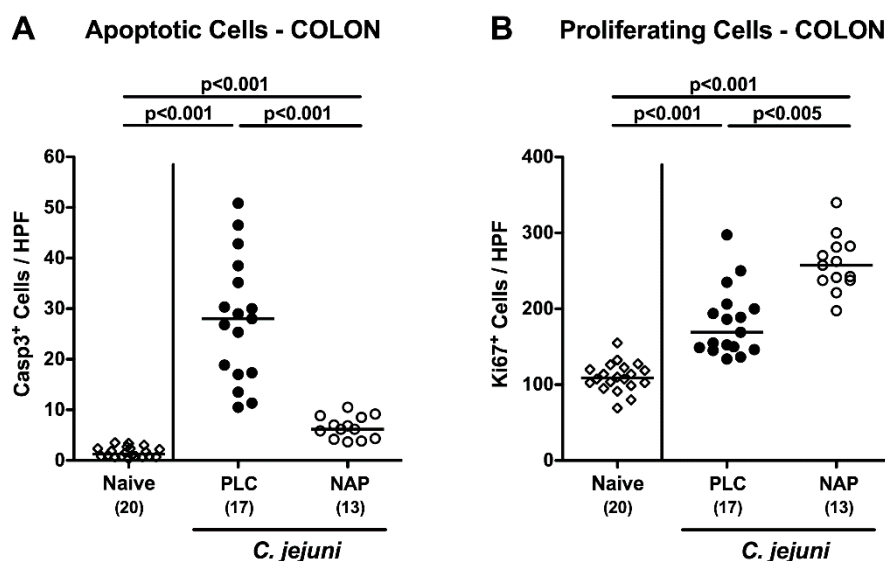 A Apoptotic Cells - COLON
p<0.001
p<0.001 p<0.001
Casp3+ Cells / HPF
60
50
40
30
20
10
0
Naive PLC NAP
(20) (17) (13)
C. jejuni
B Proliferating Cells - COLON
p<0.001
p<0.001 p<0.005
Ki67+ Cells / HPF
400
300
200
100
0
Naive PLC NAP
(20) (17) (13)
C. jejuni